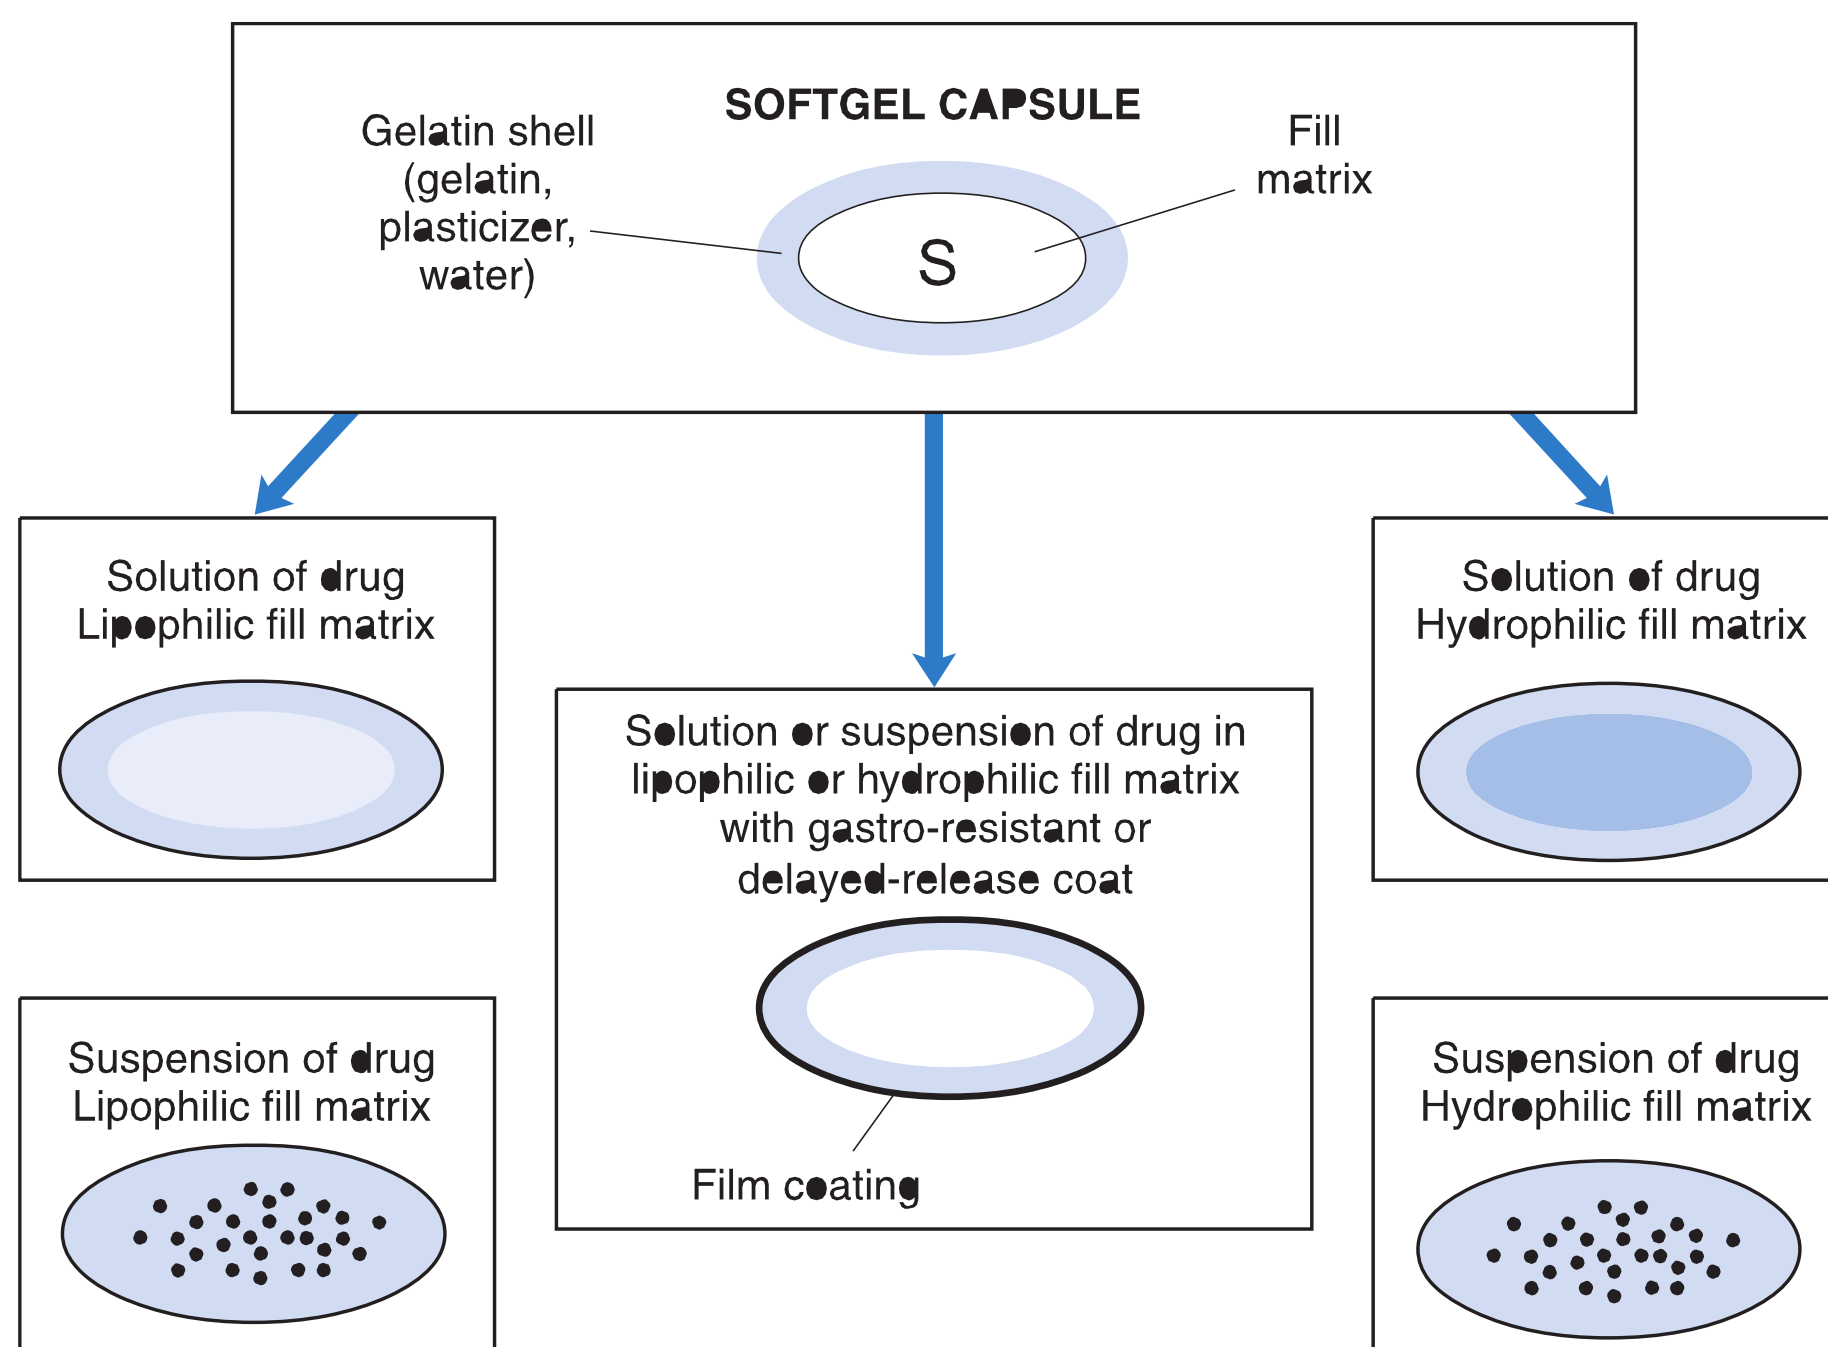 SOFTGEL CAPSULE
Gelatin shell
(gelatin,
plasticizer,
water)
Fill
matrix
S
Solution of drug
Lipophilic fill matrix
Solution or suspension of drug in
lipophilic or hydrophilic fill matrix
with gastro-resistant or
delayed-release coat
Film coating
Solution of drug
Hydrophilic fill matrix
Suspension of drug
Lipophilic fill matrix
Suspension of drug
Hydrophilic fill matrix